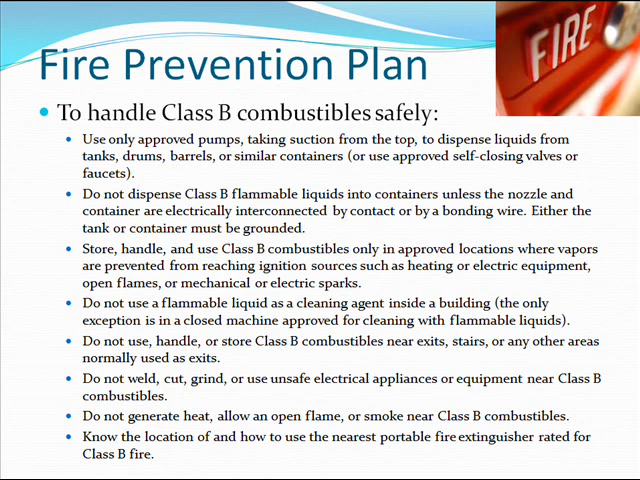 FIRE
Fire Prevention Plan
To handle Class B combustibles safely:
Use only approved pumps, taking suction from the top, to dispense liquids from
tanks, drums, barrels, or similar containers (or use approved self-closing valves or
faucets).
Do not dispense Class B flammable liquids into containers unless the nozzle and
container are electrically interconnected by contact or by a bonding wire. Either the
tank or container must be grounded.
Store, handle, and use Class B combustibles only in approved locations where vapors
are prevented from reaching ignition sources such as heating or electric equipment,
open flames, or mechanical or electric sparks.
Do not use a flammable liquid as a cleaning agent inside a building (the only
exception is in a closed machine approved for cleaning with flammable liquids).
Do not use, handle, or store Class B combustibles near exits, stairs, or any other areas
normally used as exits.
Do not weld, cut, grind, or use unsafe electrical appliances or equipment near Class B
combustibles.
Do not generate heat, allow an open flame, or smoke near Class B combustibles.
Know the location of and how to use the nearest portable fire extinguisher rated for
Class B fire.